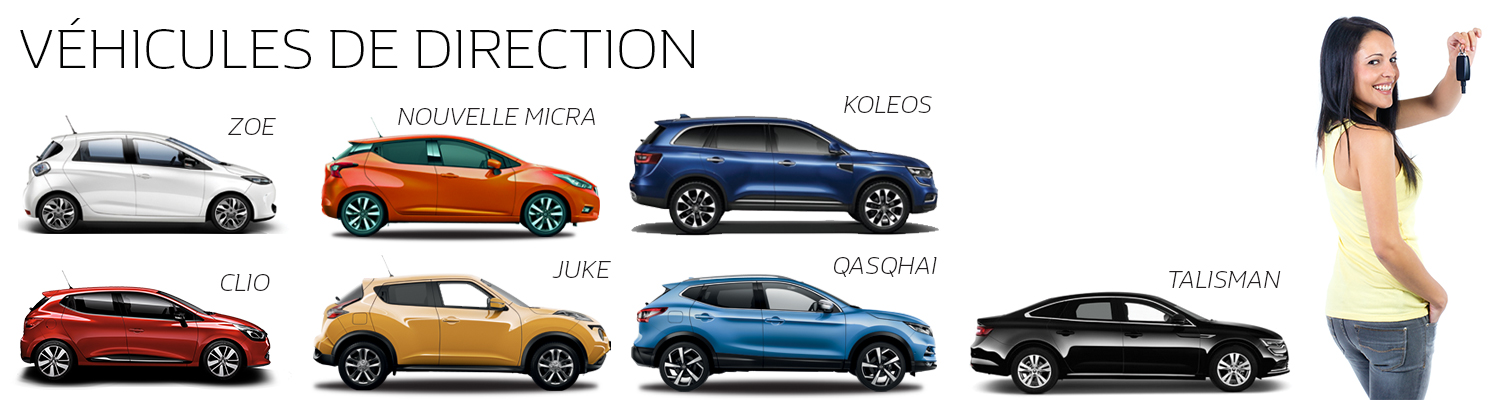 VÉHICULES DE DIRECTION
ZOE
NOUVELLE MICRA
KOLEOS
CLIO
JUKE
QASQHAI
TALISMAN